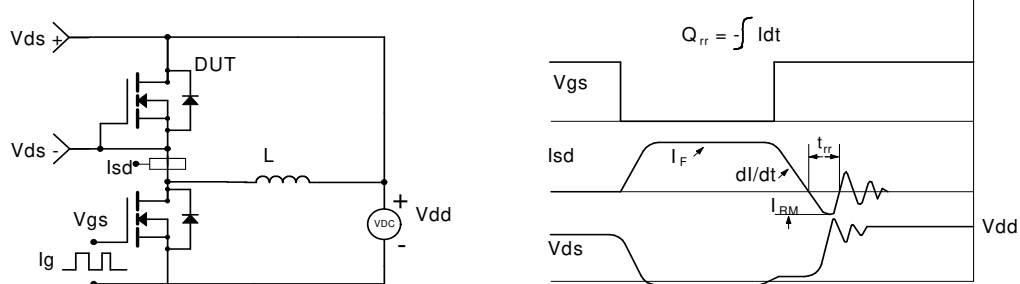 Vds +
DUT
Vds -
Isd
L
Vgs
Ig
VDC
+
-
Vdd
Q rr = - ∫ Idt
Vgs
Isd
I F
dI/dt
t rr
I RM
Vds
Vdd